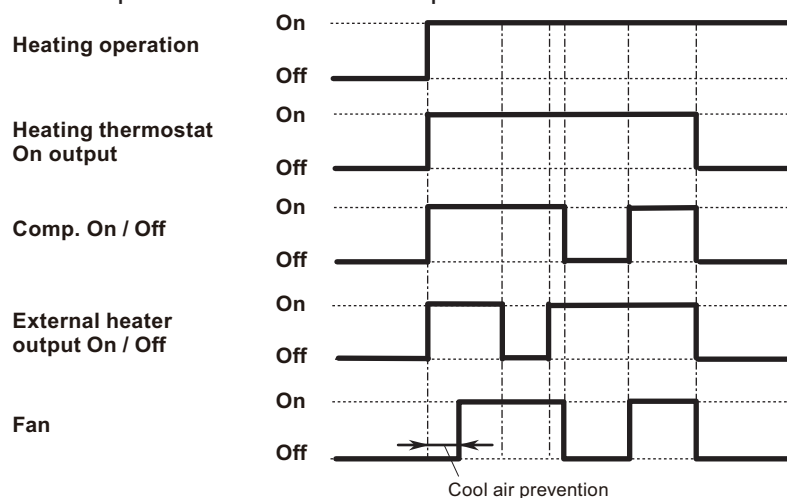 On
Heating operation
Off
On
Heating thermostat
On output
Off
On
Comp. On / Off
Off
On
External heater
output On / Off
Off
On
Fan
Off
Cool air prevention